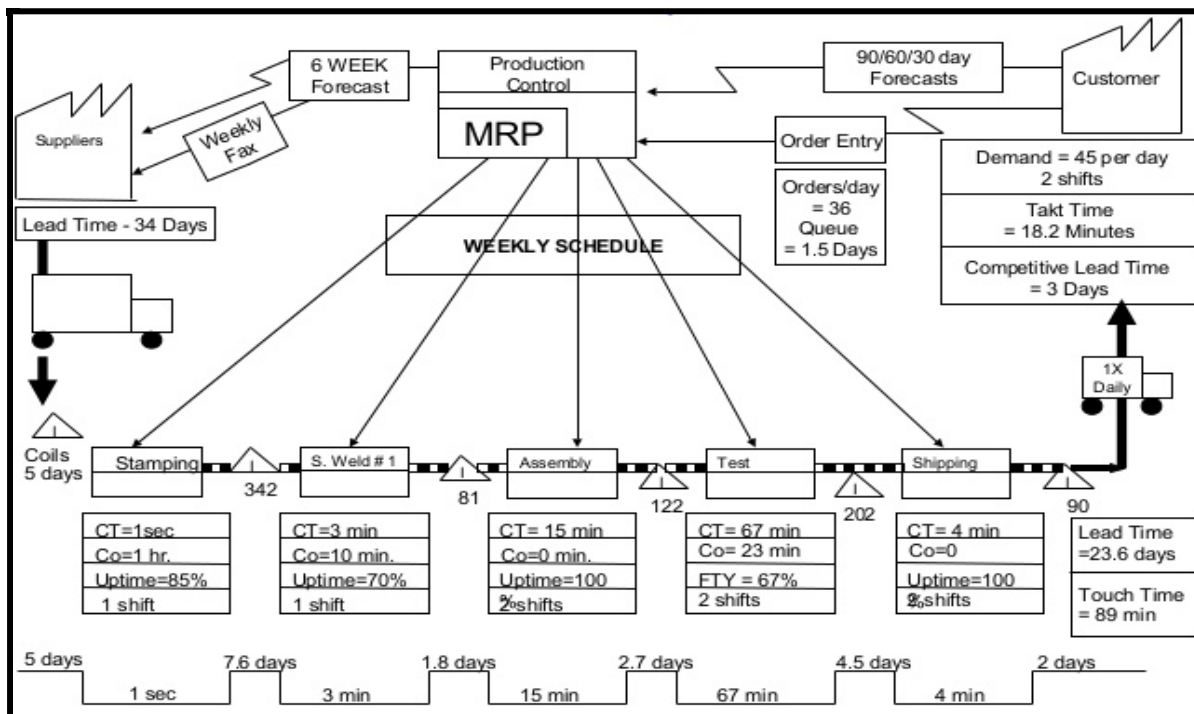 6 WEEK
Forecast
Production
Control
MRP
90/60/30 day
Forecasts
Customer
Suppliers
Weekly
Fax
Order Entry
Demand = 45 per day
2 shifts
Takt Time
= 18.2 Minutes
Competitive Lead Time
= 3 Days
Orders/day
= 36
Queue
= 1.5 Days
Lead Time - 34 Days
WEEKLY SCHEDULE
1X
Daily
I
Coils
5 days
Stamping
I
342
S. Weld # 1
I
81
Assembly
I
122
Test
I
202
Shipping
I
90
CT=1sec
Co=1 hr.
Uptime=85%
1 shift
CT=3 min
Co=10 min.
Uptime=70%
1 shift
CT= 15 min
Co=0 min.
Uptime=100
%
2 shifts
CT= 67 min
Co= 23 min
FTY = 67%
2 shifts
CT= 4 min
Co=0
Uptime=100
%
2 shifts
Lead Time
=23.6 days
Touch Time
= 89 min
5 days
7.6 days
1.8 days
2.7 days
4.5 days
2 days
1 sec
3 min
15 min
67 min
4 min